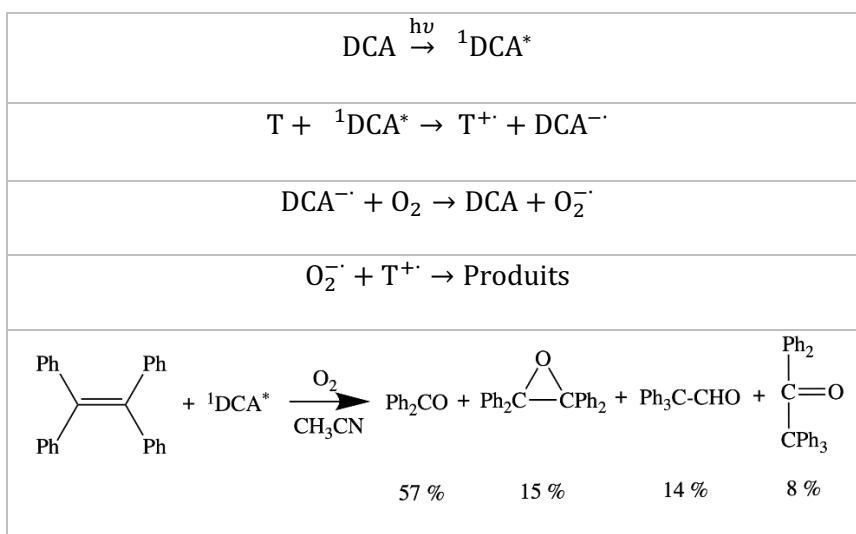 DCA hυ → ¹DCA*
T + ¹DCA* → T⁺· + DCA⁻·
DCA⁻· + O₂ → DCA + O₂⁻·
O₂⁻· + T⁺· → Produits
Ph Ph Ph Ph + ¹DCA* O₂ → CH₃CN Ph₂CO + Ph₂C O CPh₂ + Ph₃C-CHO + Ph₂ C=O CPh₃
57 % 15 % 14 % 8 %